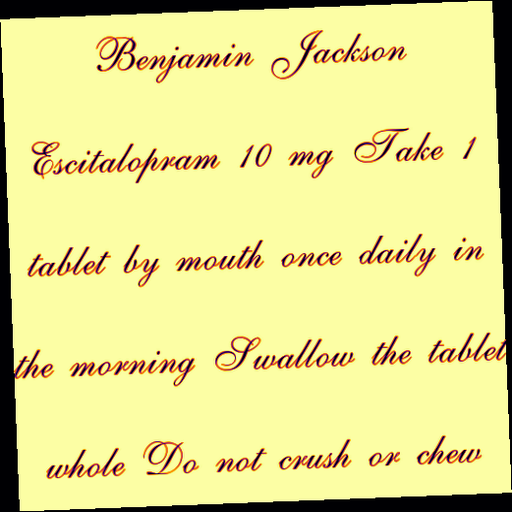 Benjamin Jackson
Escitalopram 10 mg Take 1
tablet by mouth once daily in
the morning Swallow the tablet
whole Do not crush or chew